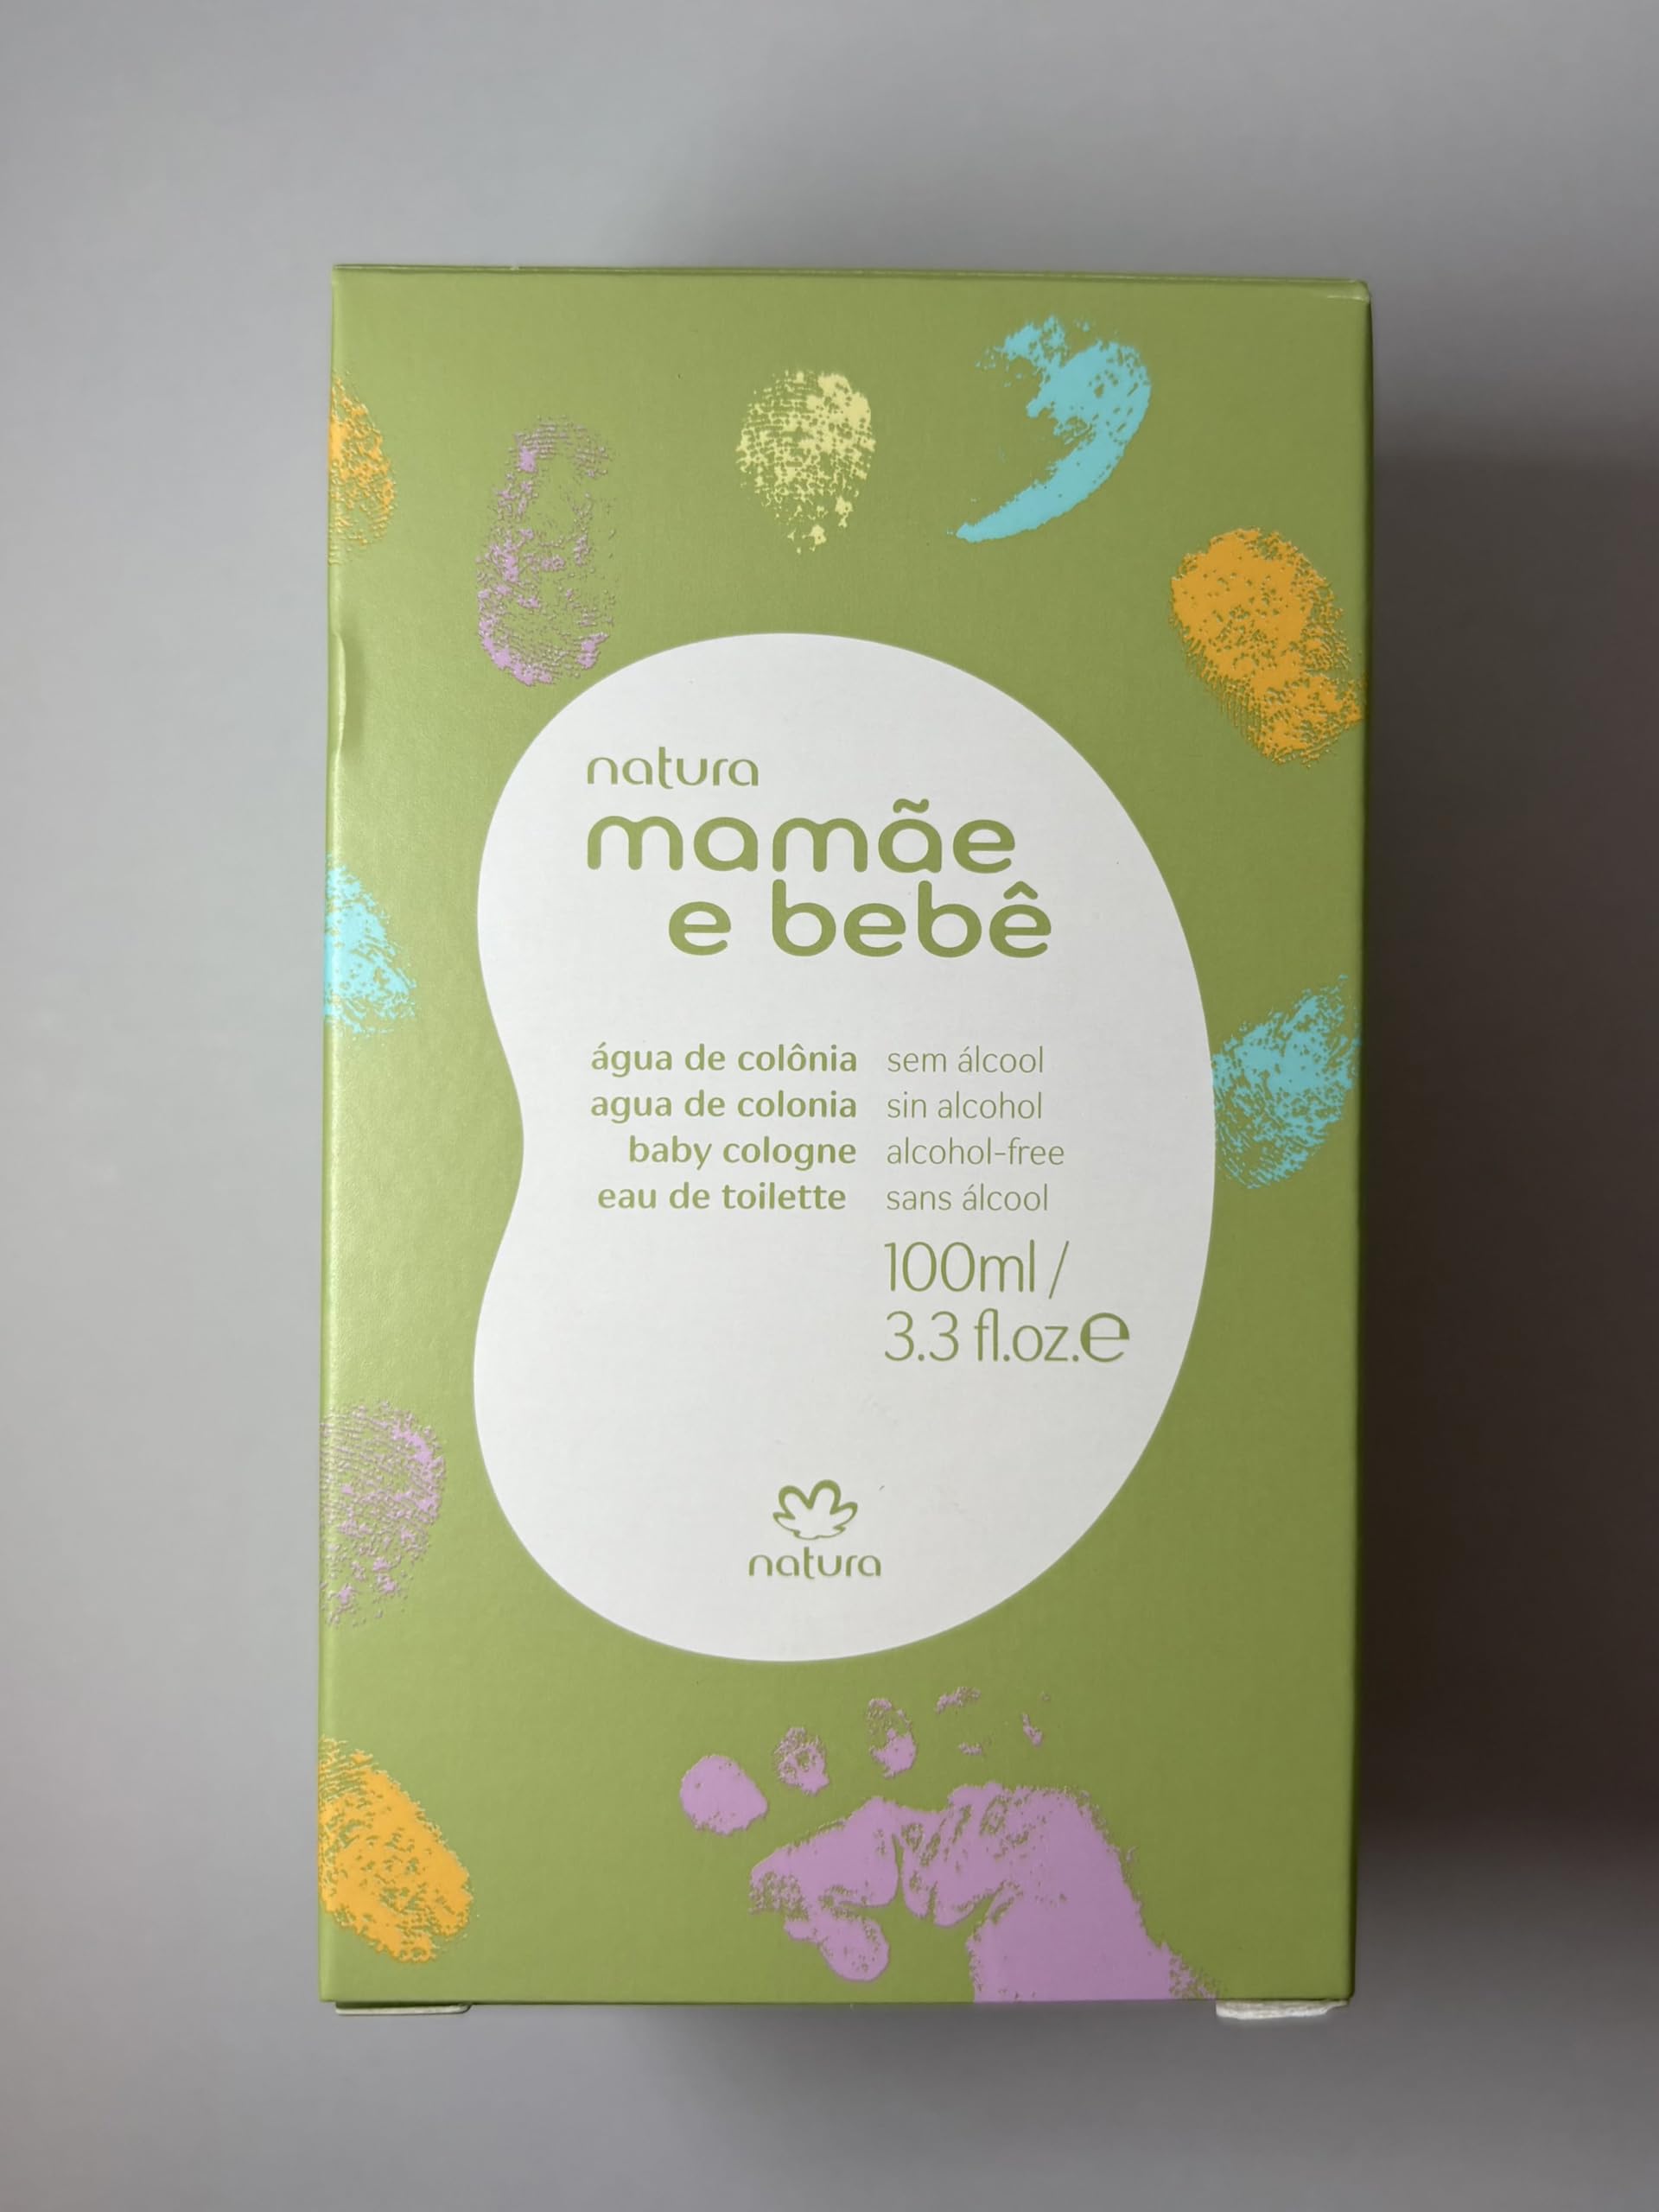 natura
mamãe
e bebê
água de colônia sem álcool
agua de colonia sin alcohol
baby cologne alcohol-free
eau de toilette sans álcool
100ml /
3.3 fl.oz.e
natura